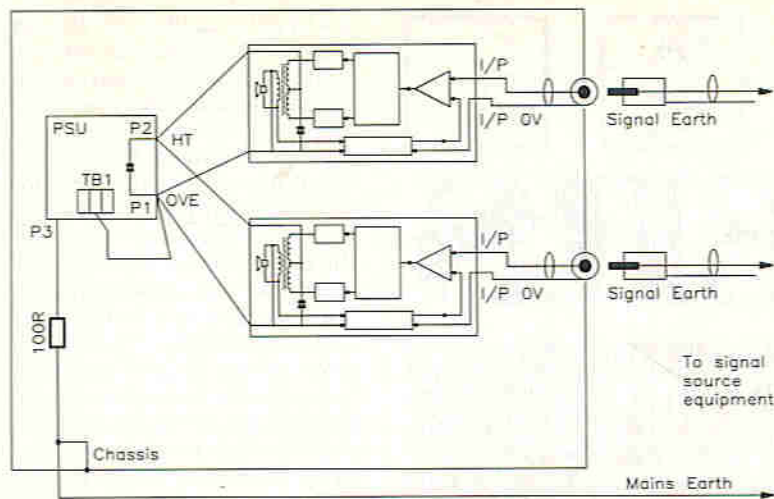 I/P
I/P 0V
Signal Earth
PSU
P2
HT
TB1
P1
OVE
P3
I/P
I/P 0V
Signal Earth
100R
To signal
source
equipment
Chassis
Mains Earth